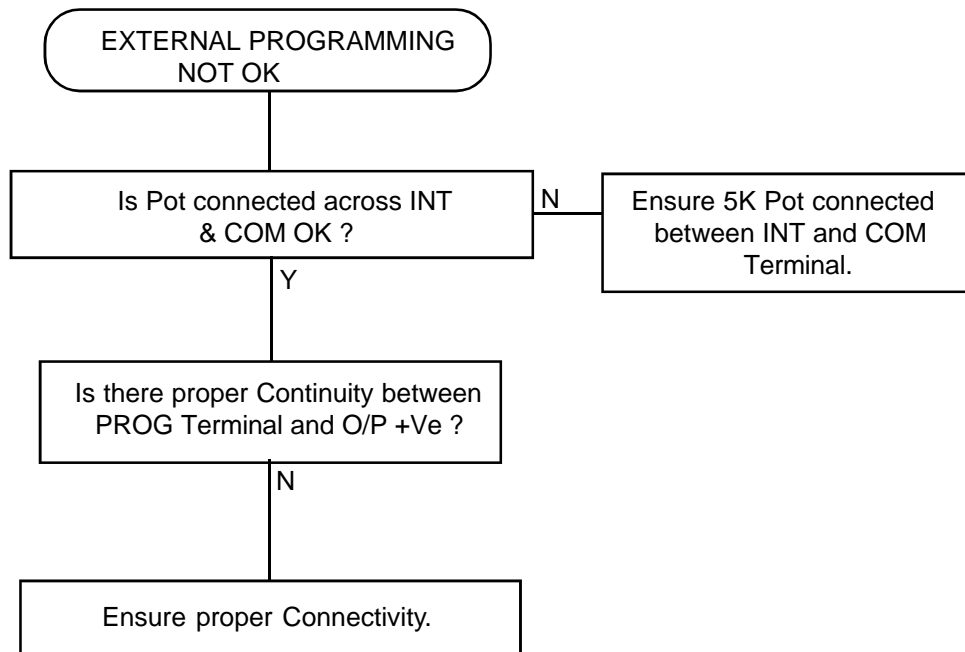 EXTERNAL PROGRAMMING
NOT OK
Is Pot connected across INT
& COM OK ?
N
Ensure 5K Pot connected
between INT and COM
Terminal.
Y
Is there proper Continuity between
PROG Terminal and O/P +Ve ?
N
Ensure proper Connectivity.